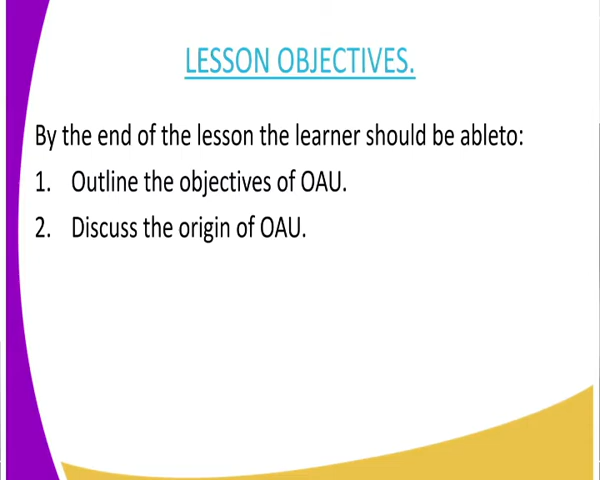 LESSON OBJECTIVES.
By the end of the lesson the learner should be ableto:
1. Outline the objectives of OAU.
2. Discuss the origin of OAU.